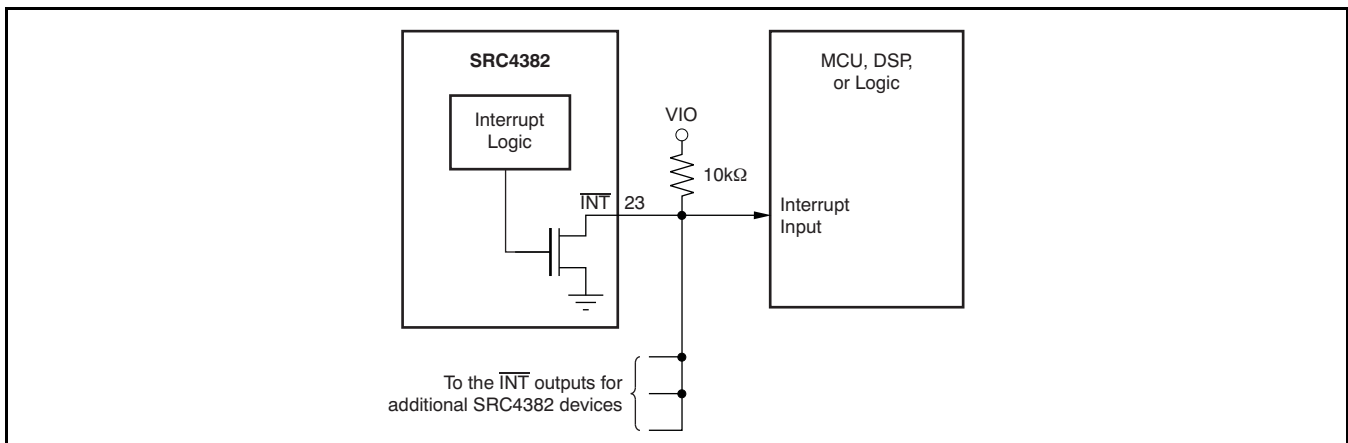 SRC4382
Interrupt
Logic
INT
23
VIO
10kΩ
MCU, DSP,
or Logic
Interrupt
Input
To the INT outputs for
additional SRC4382 devices